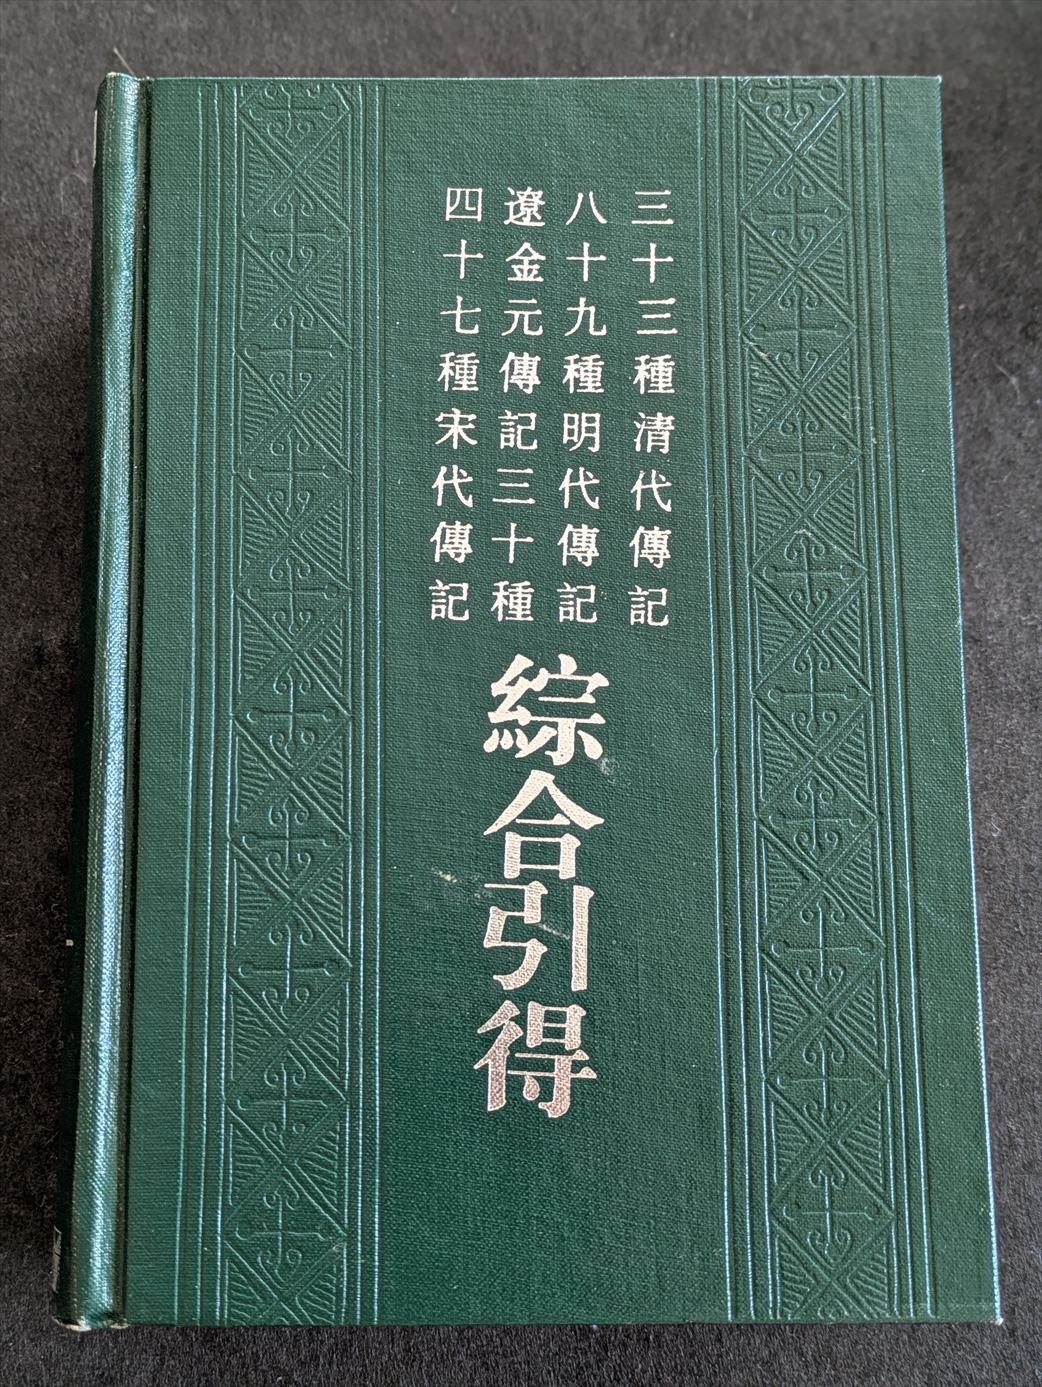 三十三種清代傳記
八十九種明代傳記
遼金元傳記三十種
四十七種宋代傳記
綜合引得